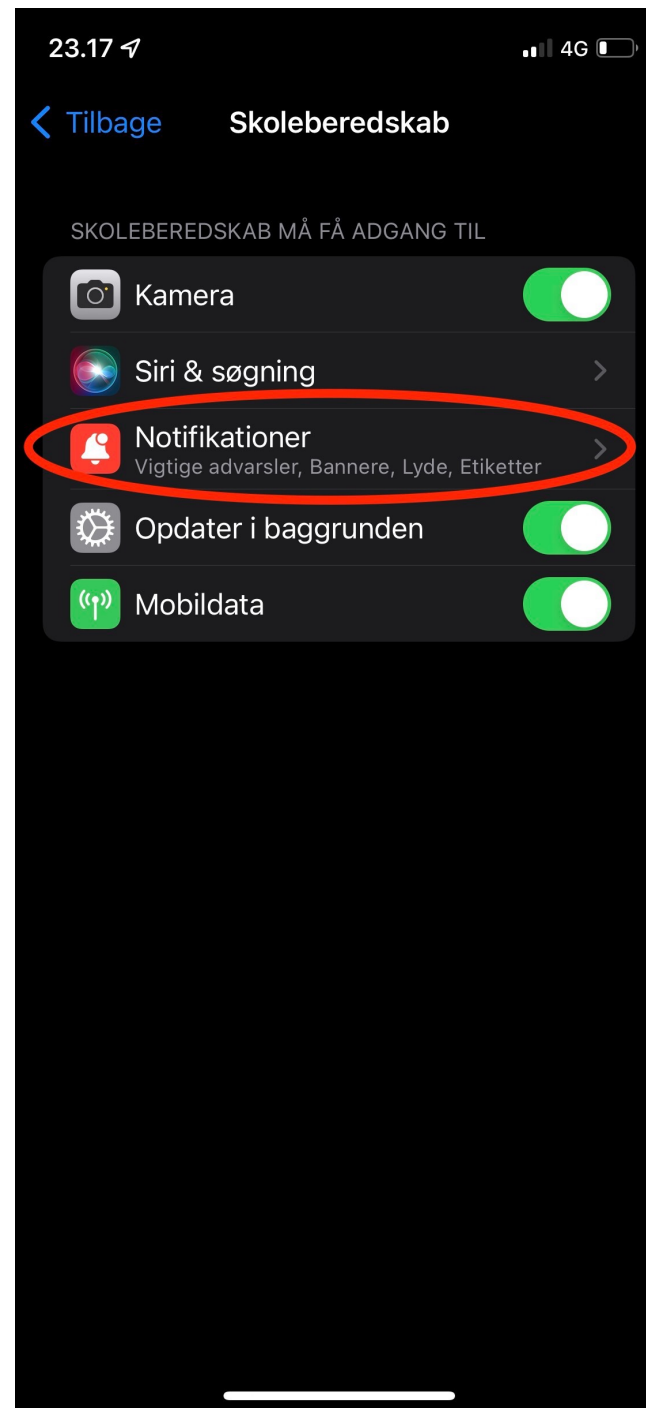 23.17
4G
Tilbage
Skoleberedskab
SKOLEBEREDSKAB MÅ FÅ ADGANG TIL
Kamera
Siri & søgning
Notifikationer
Vigtige advarsler, Bannere, Lyde, Etiketter
Opdater i baggrunden
Mobildata